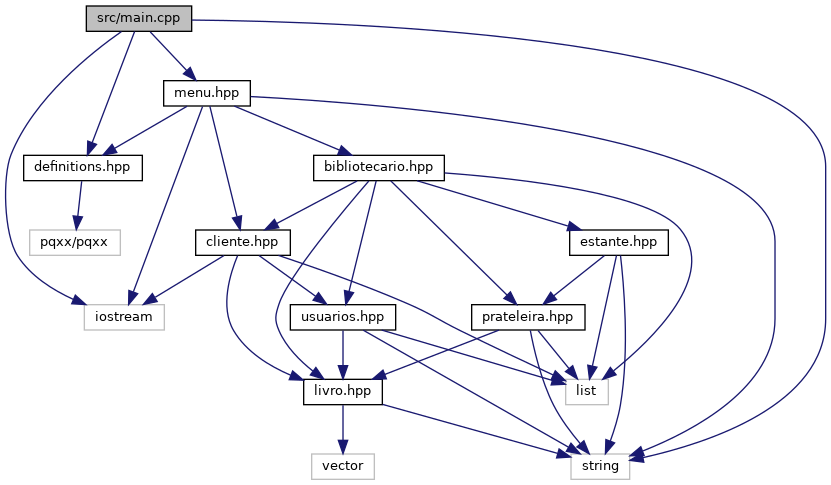 src/main.cpp
menu.hpp
definitions.hpp
bibliotecario.hpp
pqxx/pqxx
cliente.hpp
estante.hpp
iostream
usuarios.hpp
prateleira.hpp
livro.hpp
list
vector
string